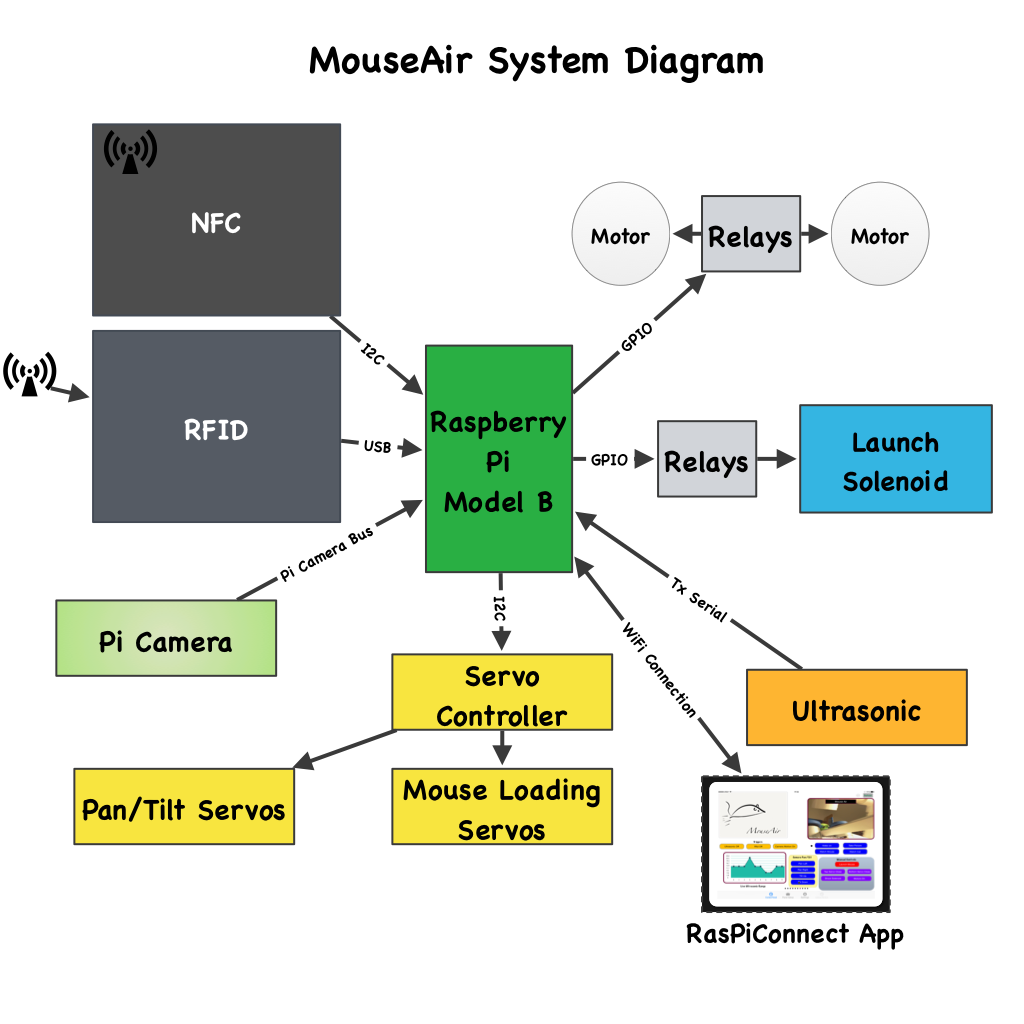 MouseAir System Diagram
NFC
Motor
Relays
Motor
I2C
GPIO
RFID
USB
Raspberry
Pi
Model B
GPIO
Relays
Launch
Solenoid
Pi Camera Bus
Tx Serial
I2C
WiFi Connection
Pi Camera
Servo
Controller
Ultrasonic
Pan/Tilt Servos
Mouse Loading
Servos
MouseAir
RasPiConnect App